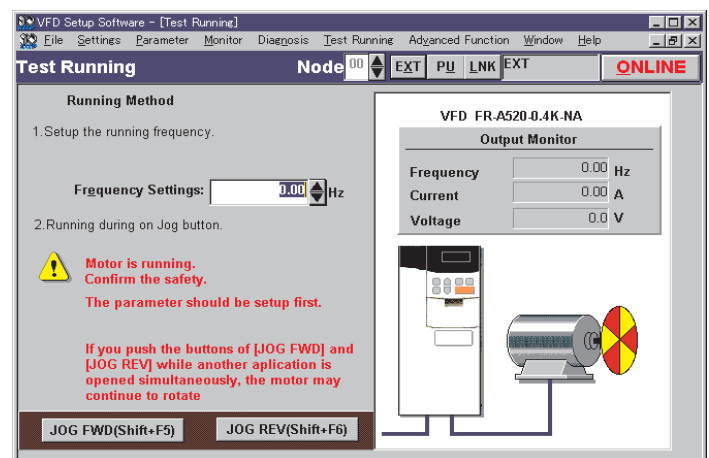 VFD Setup Software - [Test Running]
File Settings Parameter Monitor Diagnosis Test Running Advanced Function Window Help
Test Running Node 00 EXT PU LNK EXT ONLINE
Running Method
1.Setup the running frequency.
Frequency Settings: 0.00 Hz
2.Running during on Jog button.
Motor is running.
Confirm the safety.
The parameter should be setup first.
If you push the buttons of [JOG FWD] and
[JOG REV] while another aplication is
opened simultaneously, the motor may
continue to rotate
JOG FWD(Shift+F5) JOG REV(Shift+F6)
VFD FR-A520-0.4K-NA
Output Monitor
Frequency 0.00 Hz
Current 0.00 A
Voltage 0.0 V